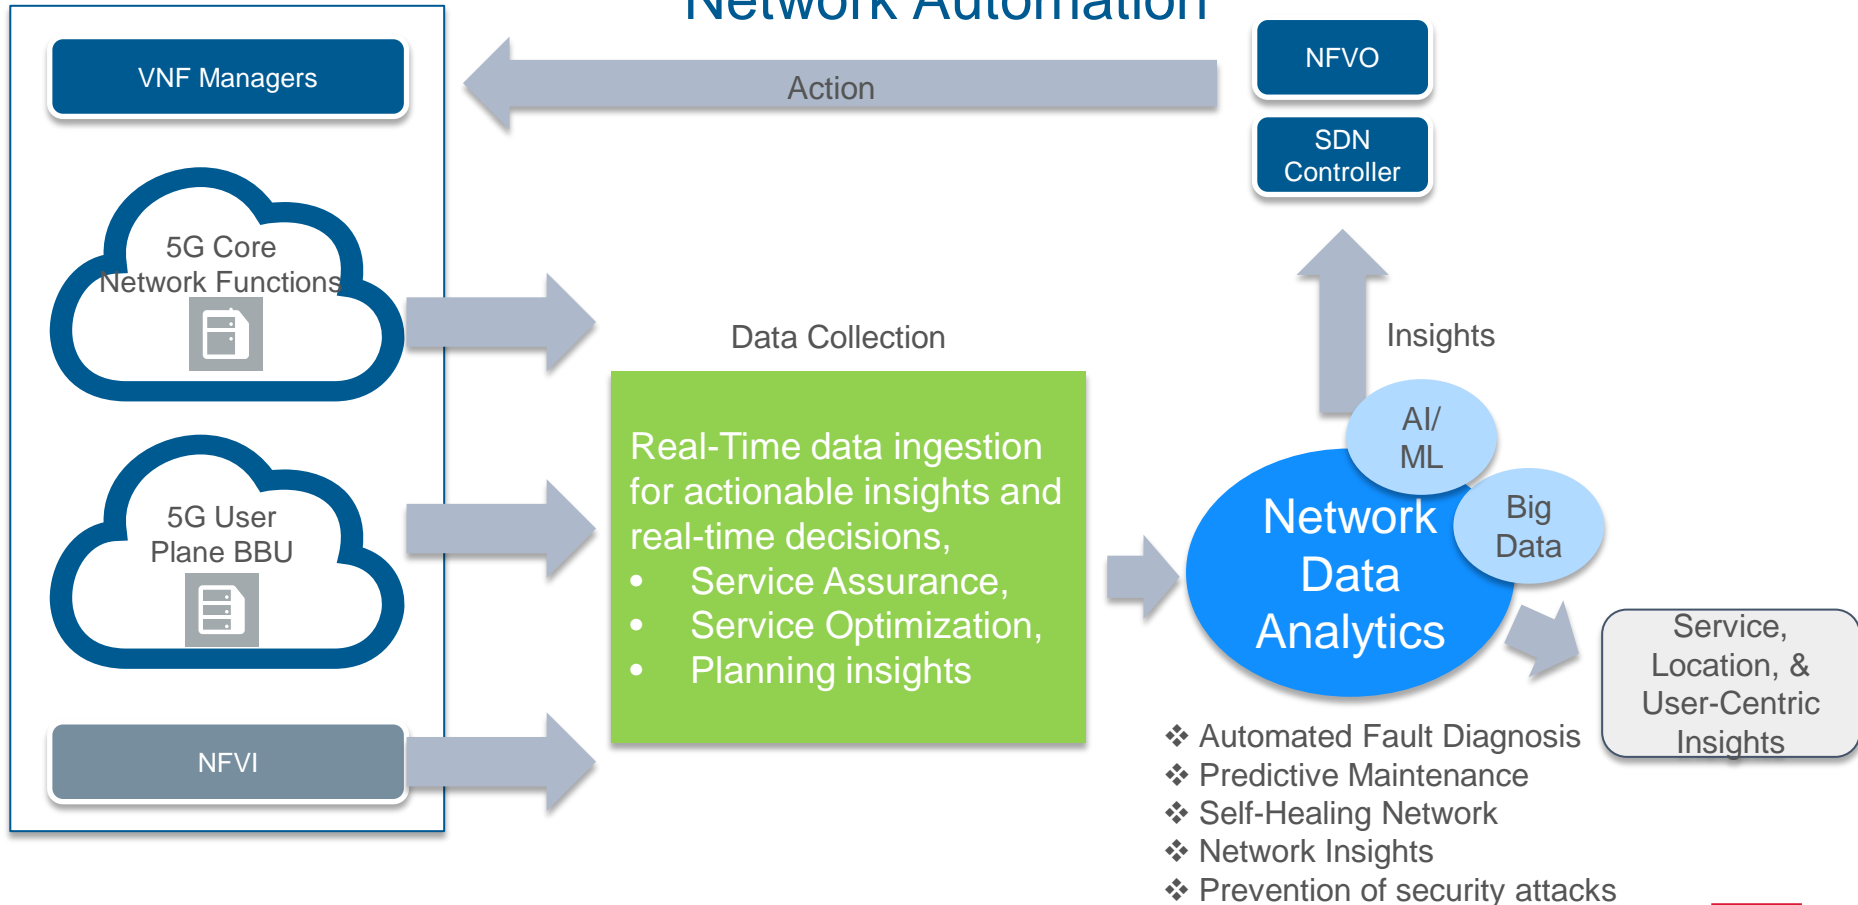 Network Automation
VNF Managers
Action
NFVO
SDN
Controller
5G Core
Network Functions
Data Collection
Insights
AI/
ML
Real-Time data ingestion
for actionable insights and
real-time decisions,
• Service Assurance,
• Service Optimization,
• Planning insights
Network
Data
Analytics
Big
Data
5G User
Plane BBU
Service,
Location, &
User-Centric
Insights
NFVI
❖ Automated Fault Diagnosis
❖ Predictive Maintenance
❖ Self-Healing Network
❖ Network Insights
❖ Prevention of security attacks